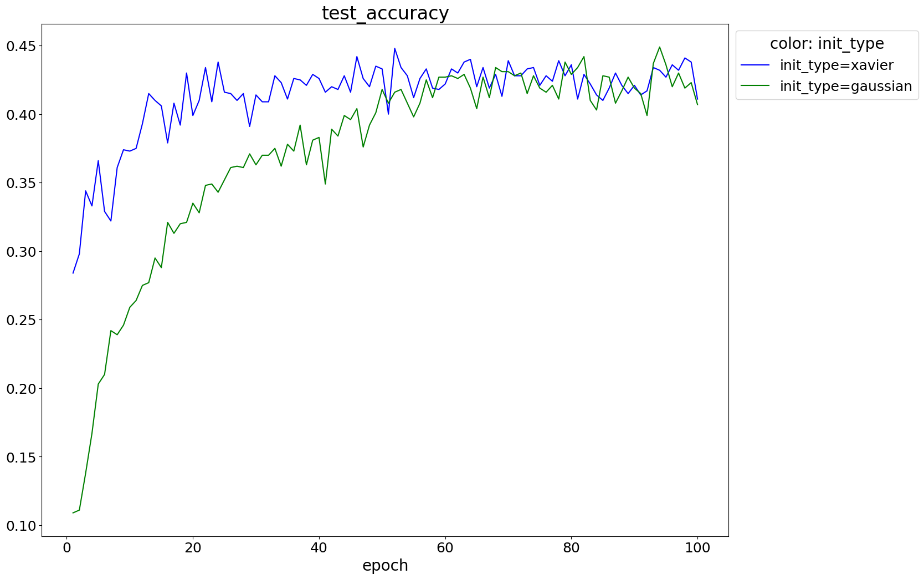 test_accuracy
color: init_type
init_type=xavier
init_type=gaussian
0.45
0.40
0.35
0.30
0.25
0.20
0.15
0.10
0 20 40 60 80 100
epoch